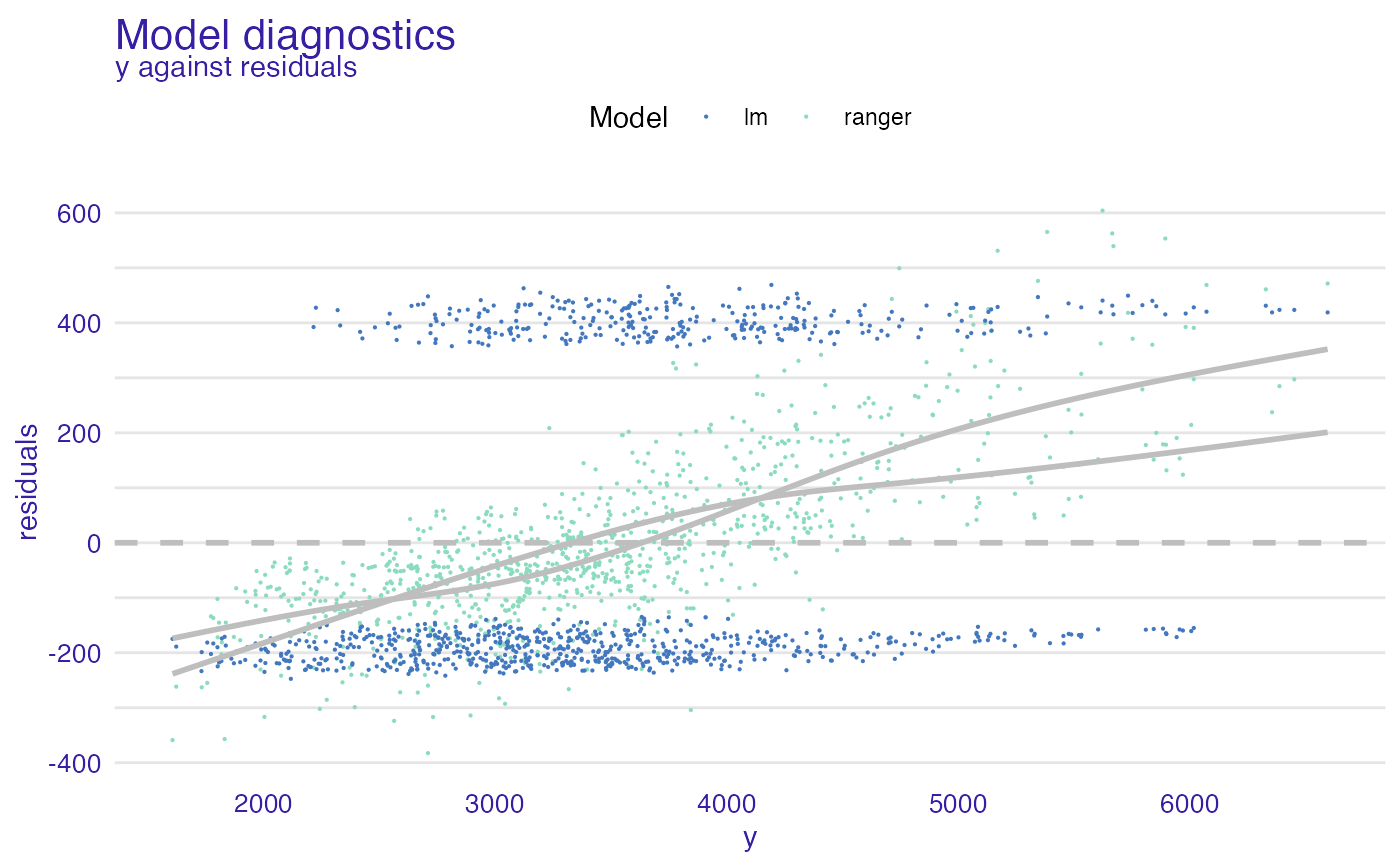 Model diagnostics
y against residuals
Model lm ranger
600
400
200
0
-200
-400
residuals
2000 3000 4000 5000 6000
y